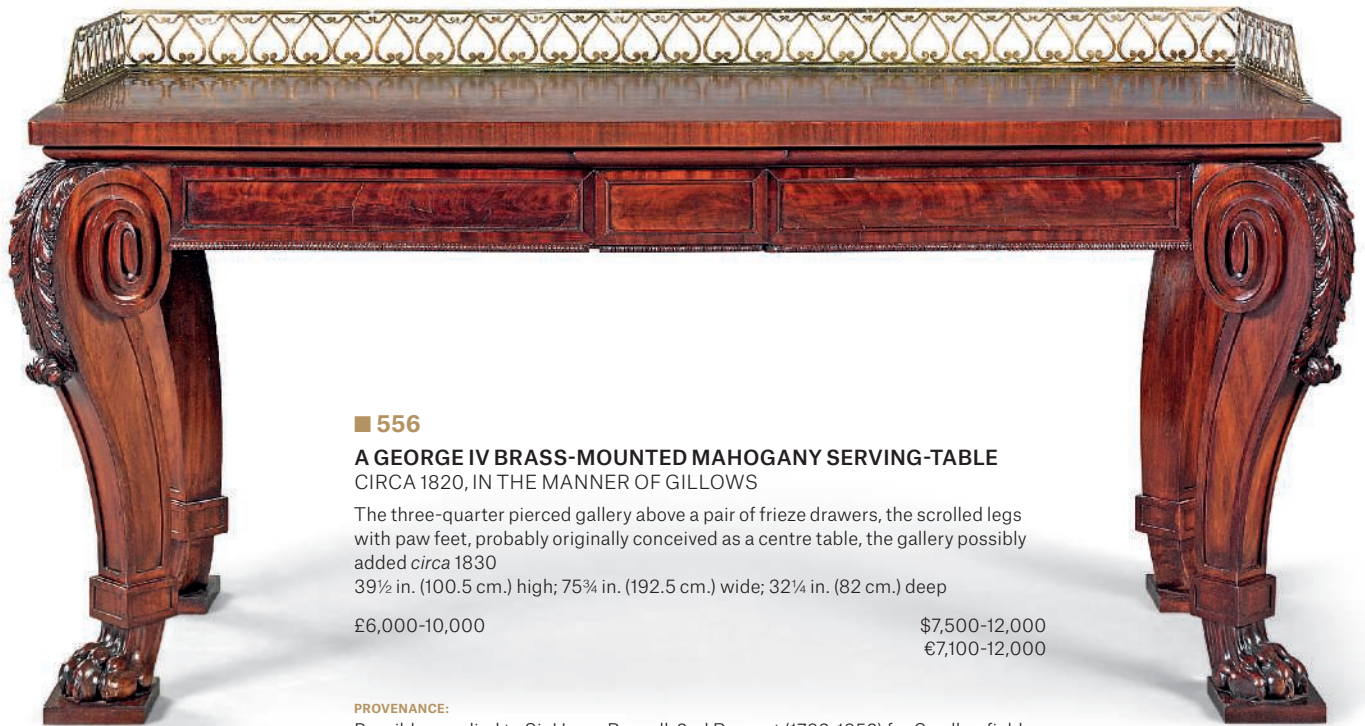 ■ 556
A GEORGE IV BRASS-MOUNTED MAHOGANY SERVING-TABLE
CIRCA 1820, IN THE MANNER OF GILLOWS
The three-quarter pierced gallery above a pair of frieze drawers, the scrolled legs
with paw feet, probably originally conceived as a centre table, the gallery possibly
added circa 1830
39½ in. (100.5 cm.) high; 75¾ in. (192.5 cm.) wide; 32¼ in. (82 cm.) deep
£6,000-10,000 $7,500-12,000
€7,100-12,000
PROVENANCE: